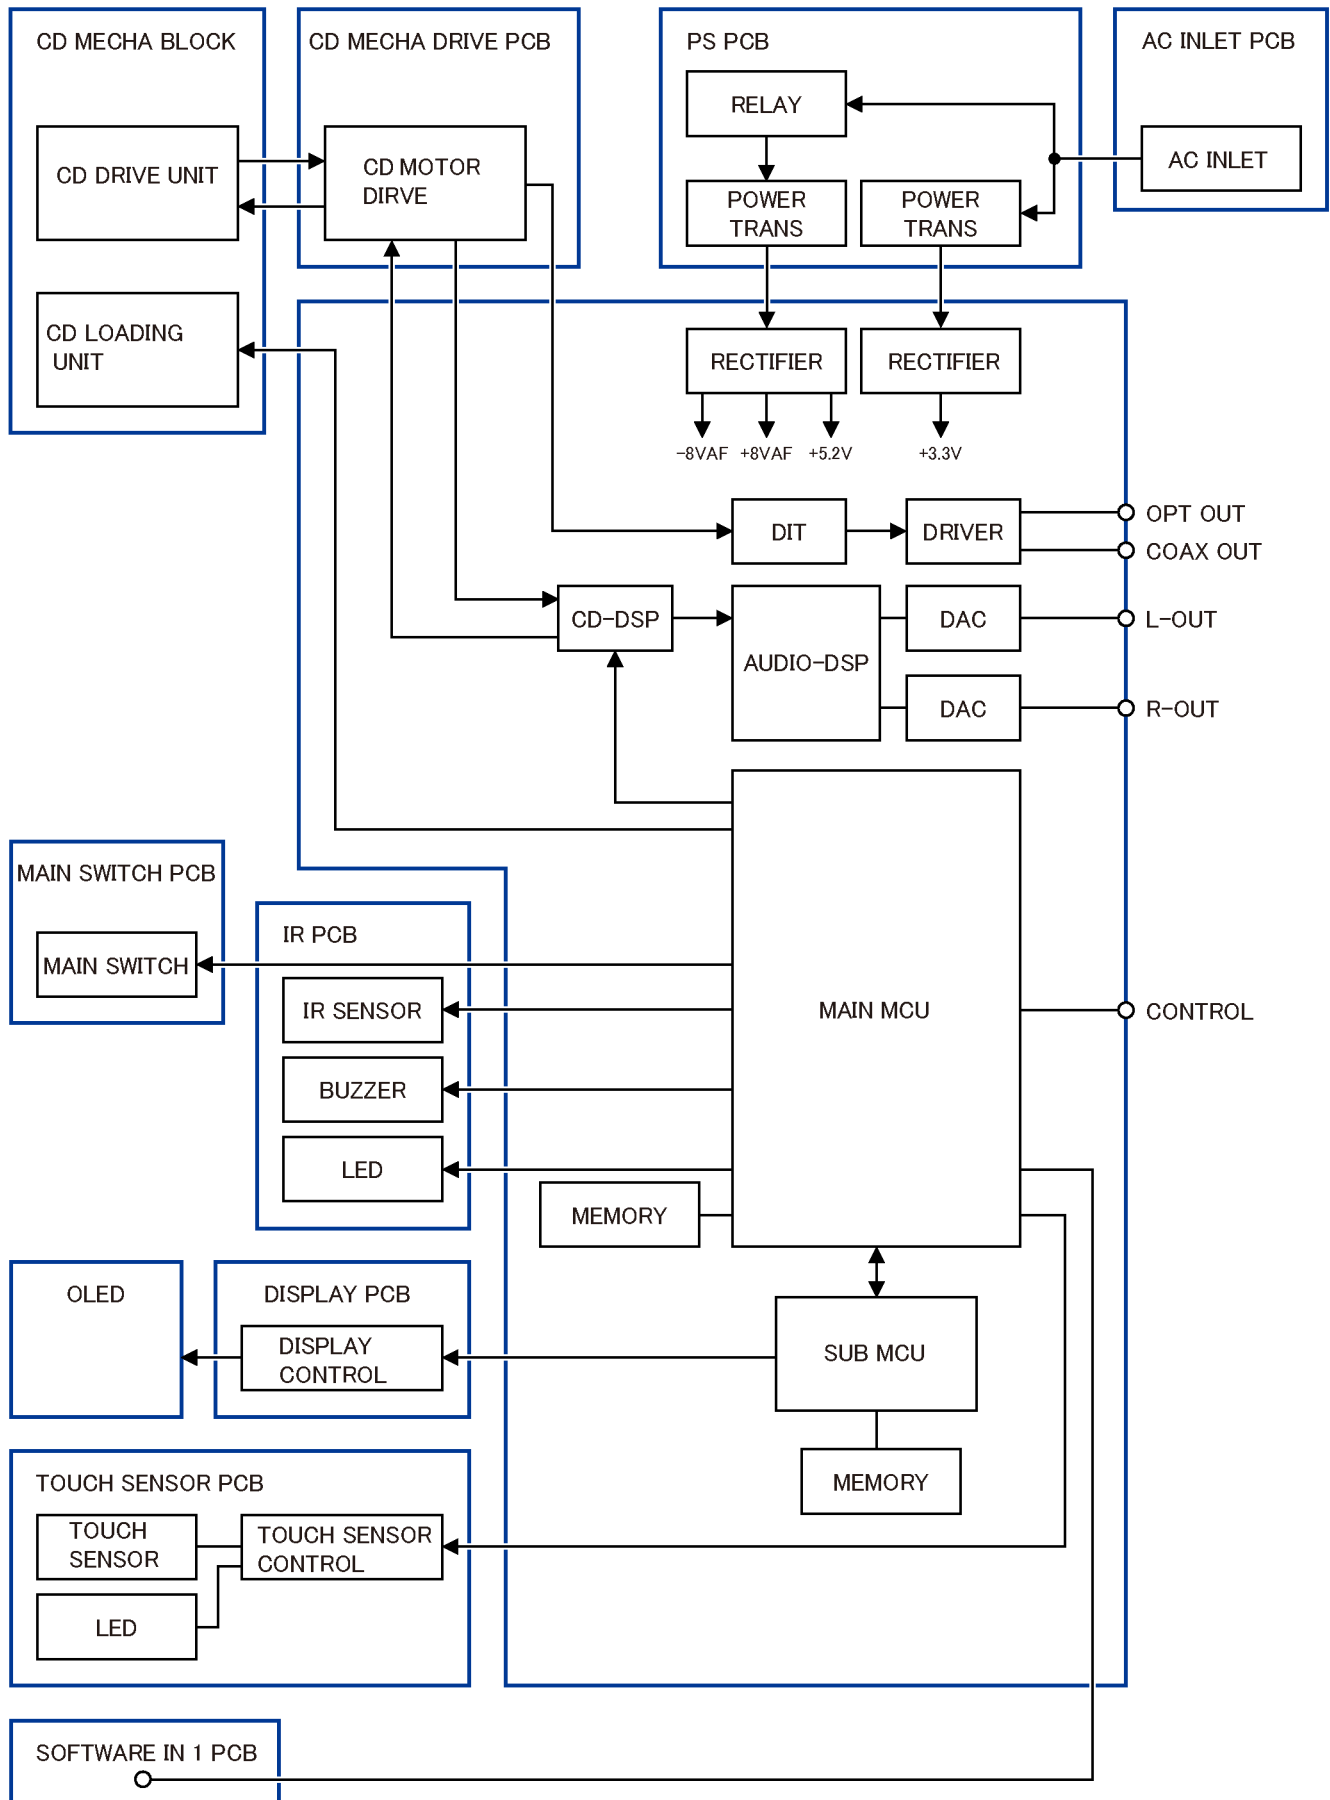 CD MECHA BLOCK
CD DRIVE UNIT
CD LOADING
UNIT
CD MECHA DRIVE PCB
CD MOTOR
DIRVE
PS PCB
RELAY
POWER
TRANS
POWER
TRANS
AC INLET PCB
AC INLET
RECTIFIER
RECTIFIER
-8VAF
+8VAF
+5.2V
+3.3V
DIT
DRIVER
OPT OUT
COAX OUT
CD-DSP
AUDIO-DSP
DAC
L-OUT
DAC
R-OUT
MAIN SWITCH PCB
MAIN SWITCH
IR PCB
IR SENSOR
BUZZER
LED
MAIN MCU
CONTROL
MEMORY
OLED
DISPLAY PCB
DISPLAY
CONTROL
SUB MCU
MEMORY
TOUCH SENSOR PCB
TOUCH
SENSOR
TOUCH SENSOR
CONTROL
LED
SOFTWARE IN 1 PCB